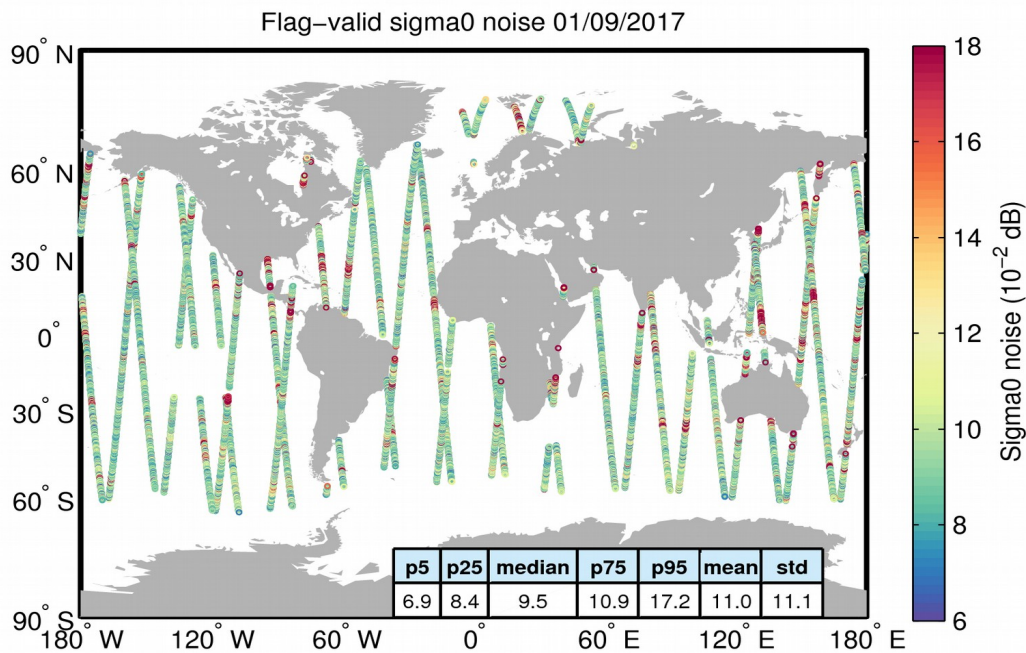 Flag−valid sigma0 noise 01/09/2017
90° N
60° N
30° N
0°
30° S
60° S
90° S
180° W
120° W
60° W
0°
60° E
120° E
180° E
p5 p25 median p75 p95 mean std
6.9 8.4 9.5 10.9 17.2 11.0 11.1
18
16
14
12
10
8
6
Sigma0 noise (10⁻² dB)